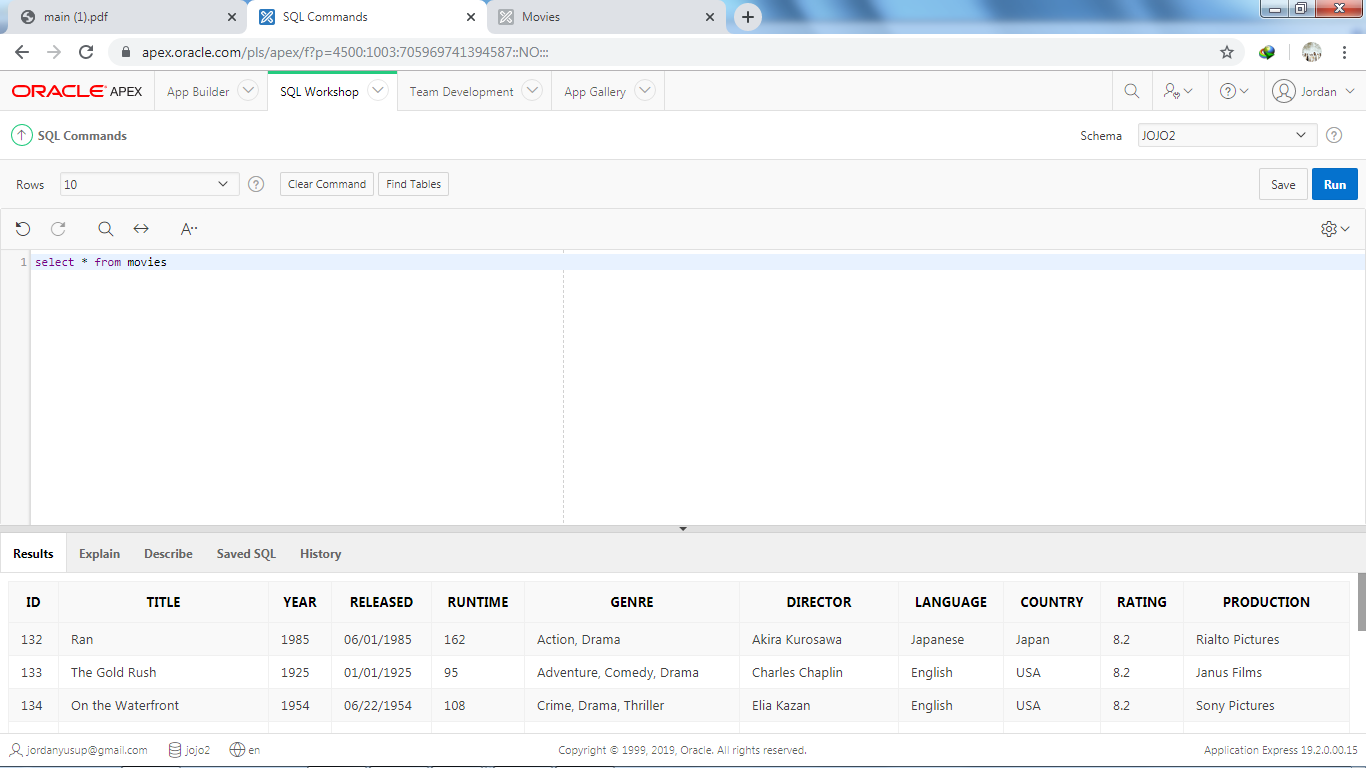 main (1).pdf
SQL Commands
Movies
apex.oracle.com/pls/apex/f?p=4500:1003:705969741394587::NO:::
ORACLE APEX App Builder SQL Workshop Team Development App Gallery Jordan
SQL Commands Schema JOJO2
Rows 10 Clear Command Find Tables Save Run
A
1 select * from movies
Results Explain Describe Saved SQL History
ID TITLE YEAR RELEASED RUNTIME GENRE DIRECTOR LANGUAGE COUNTRY RATING PRODUCTION
132 Ran 1985 06/01/1985 162 Action, Drama Akira Kurosawa Japanese Japan 8.2 Rialto Pictures
133 The Gold Rush 1925 01/01/1925 95 Adventure, Comedy, Drama Charles Chaplin English USA 8.2 Janus Films
134 On the Waterfront 1954 06/22/1954 108 Crime, Drama, Thriller Elia Kazan English USA 8.2 Sony Pictures
jordanyusup@gmail.com jojo2 en Copyright © 1999, 2019, Oracle. All rights reserved. Application Express 19.2.0.00.15